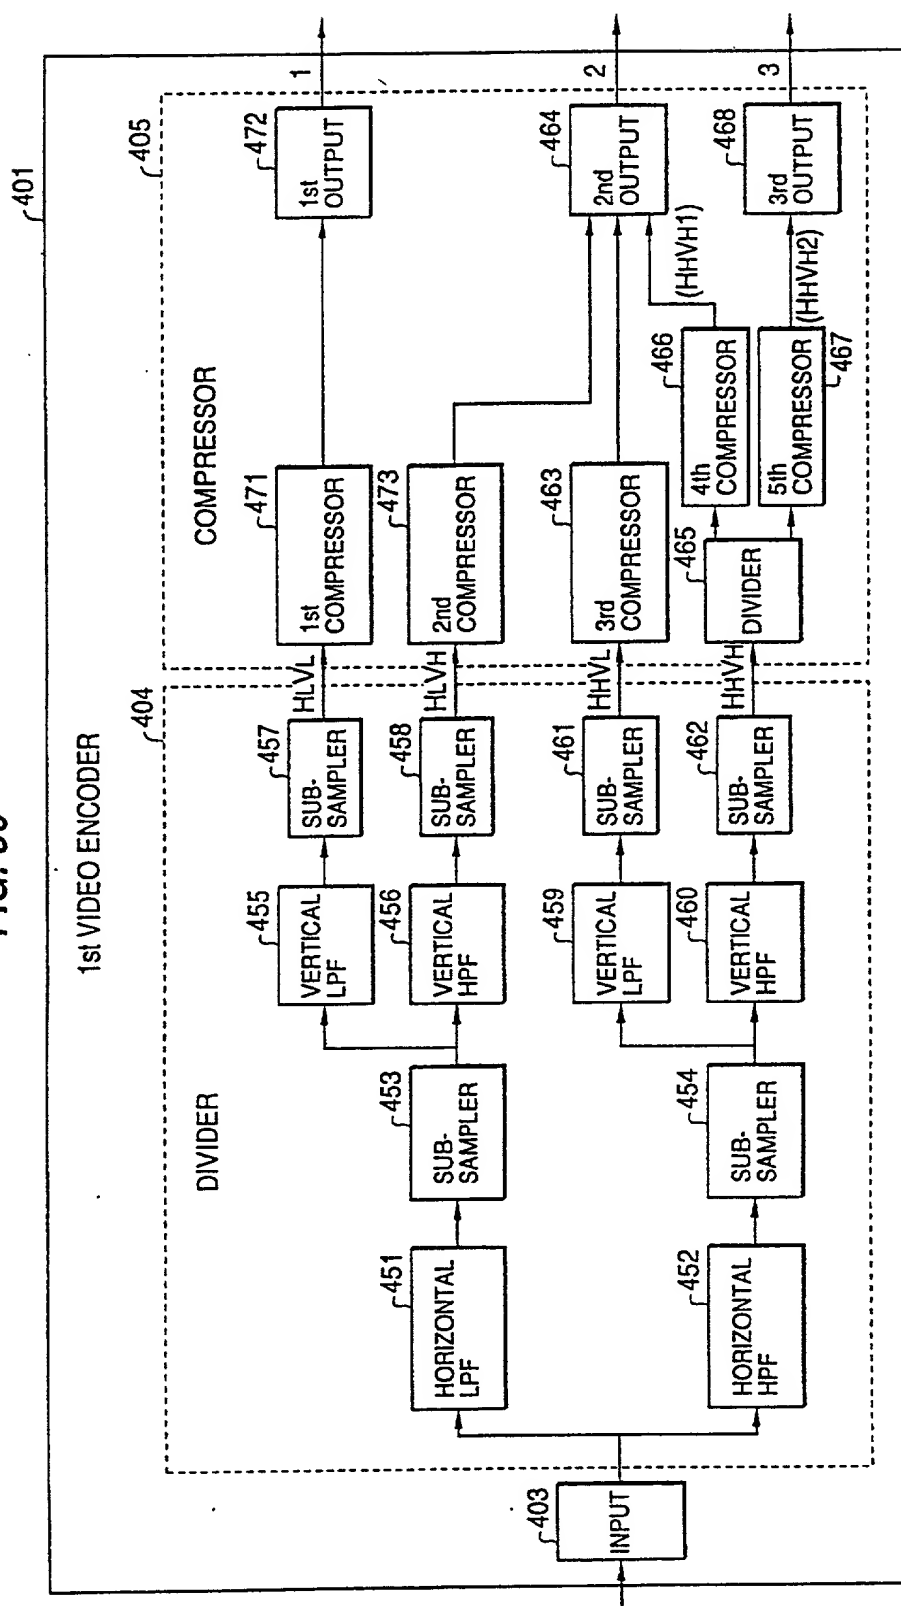 401
1st VIDEO ENCODER
404
405
DIVIDER
COMPRESSOR
403
INPUT
451
HORIZONTAL
LPF
453
SUB-
SAMPLER
455
VERTICAL
LPF
457
SUB-
SAMPLER
HLVL
471
1st
COMPRESSOR
472
1st
OUTPUT
1
456
VERTICAL
HPF
458
SUB-
SAMPLER
HLVH
473
2nd
COMPRESSOR
452
HORIZONTAL
HPF
454
SUB-
SAMPLER
459
VERTICAL
LPF
461
SUB-
SAMPLER
HHVL
463
3rd
COMPRESSOR
464
2nd
OUTPUT
2
460
VERTICAL
HPF
462
SUB-
SAMPLER
HHVH
465
DIVIDER
466
4th
COMPRESSOR
(HHVH1)
467
5th
COMPRESSOR
(HHVH2)
468
3rd
OUTPUT
3